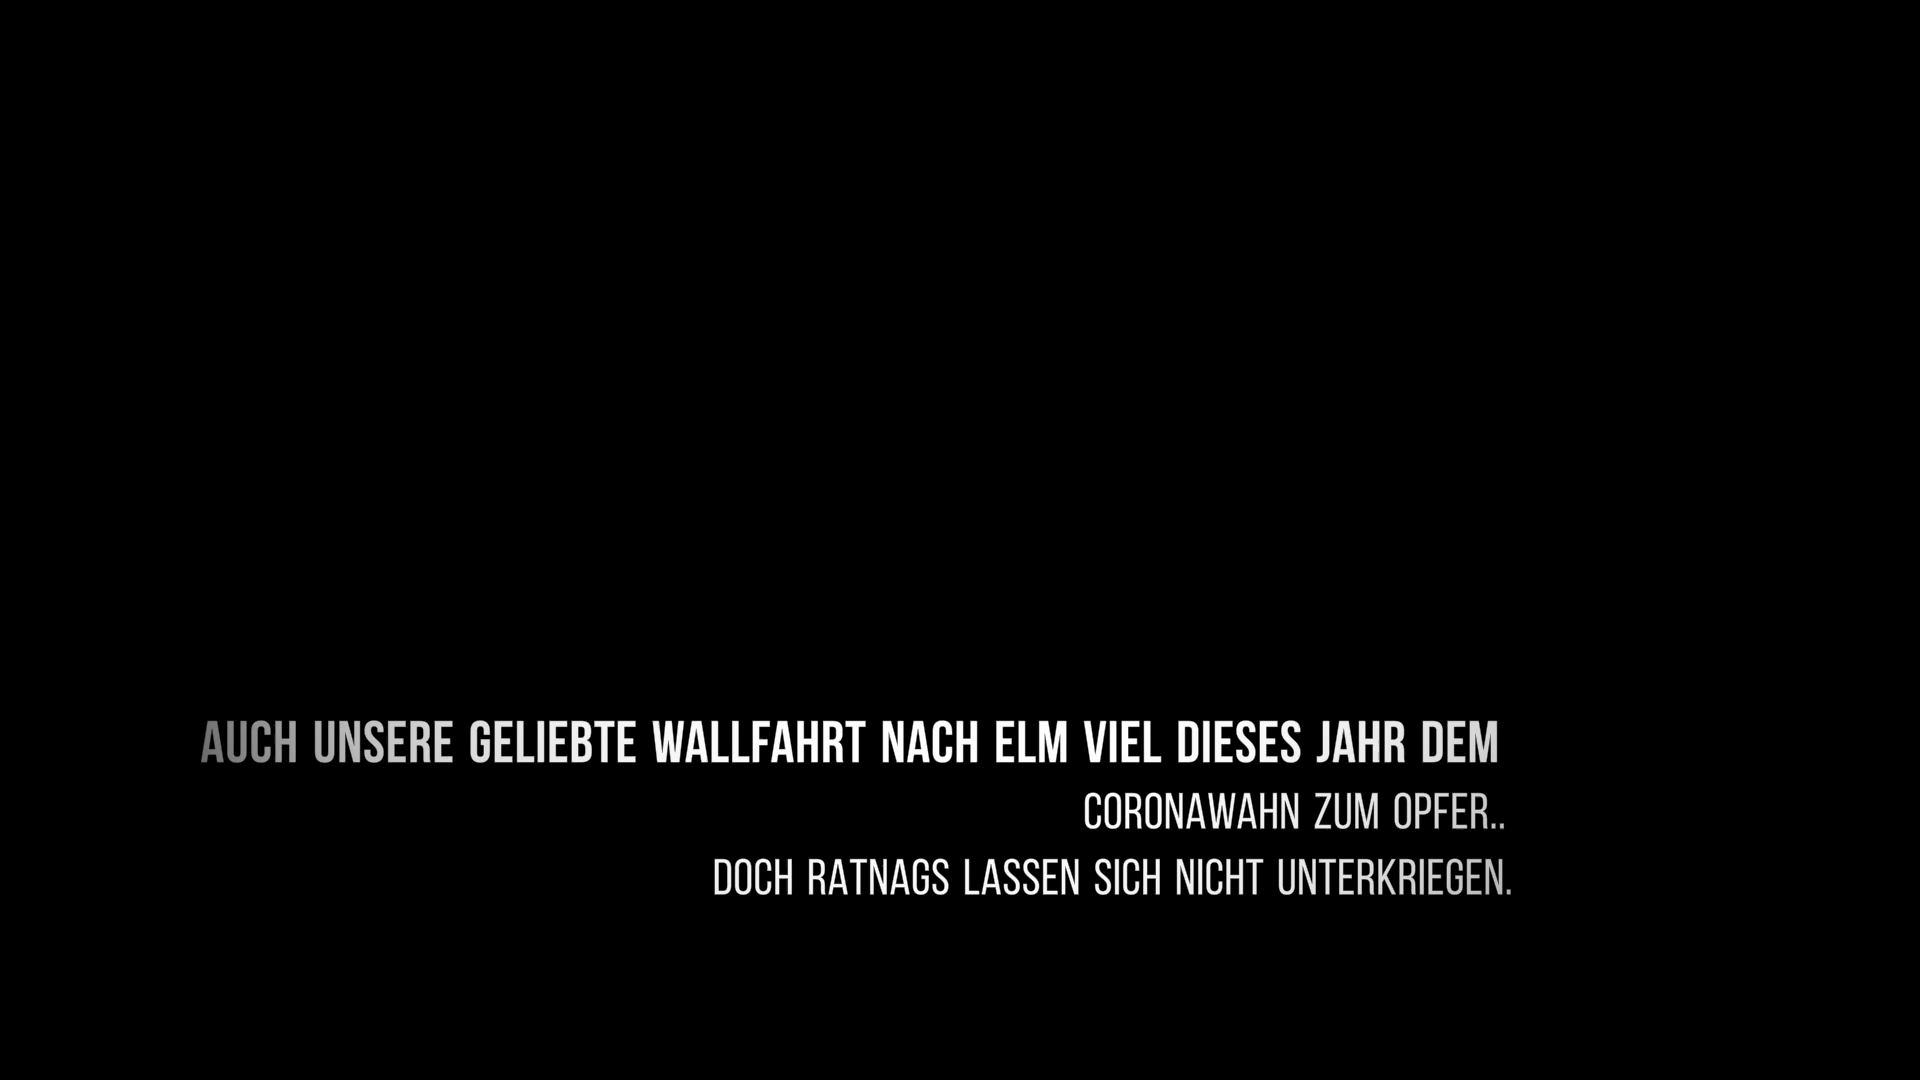 AUCH UNSERE GELIEBTE WALLFAHRT NACH ELM VIEL DIESES JAHR DEM
CORONAWAHN ZUM OPFER..
DOCH RATNAGS LASSEN SICH NICHT UNTERKRIEGEN.